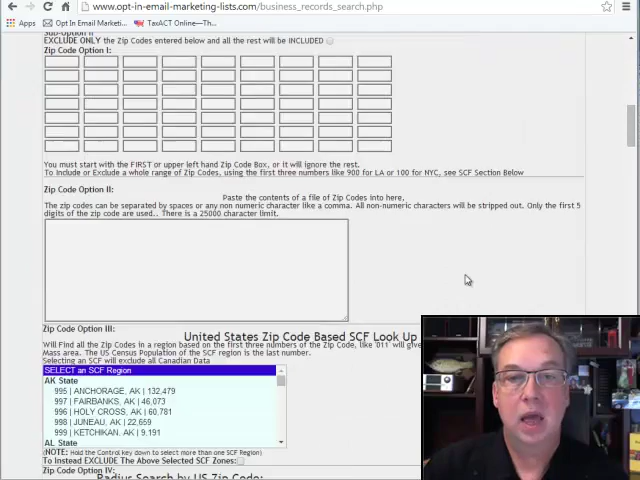 www.opt-in-email-marketing-lists.com/business_records_search.php
Apps Opt In Email Marketi... TaxACT Online—Th...
Sub-Option II
EXCLUDE ONLY the Zip Codes entered below and all the rest will be INCLUDED
Zip Code Option I:
You must start with the FIRST or upper left hand Zip Code Box, or it will ignore the rest.
To Include or Exclude a whole range of Zip Codes, using the first three numbers like 900 for LA or 100 for NYC, see SCF Section Below
Zip Code Option II:
Paste the contents of a file of Zip Codes into here,
The zip codes can be separated by spaces or any non numeric character like a comma. All non-numeric characters will be stripped out. Only the first 5
digits of the zip code are used.. There is a 25000 character limit.
Zip Code Option III:
United States Zip Code Based SCF Look Up
Will Find all the Zip Codes in a region based on the first three numbers of the Zip Code, like '011' will give
Mass area. The US Census Population of the SCF region is the last number.
Selecting an SCF will exclude all Canadian Data
SELECT an SCF Region
AK State
995 | ANCHORAGE, AK | 132,479
997 | FAIRBANKS, AK | 46,073
996 | HOLY CROSS, AK | 60,781
998 | JUNEAU, AK | 22,659
999 | KETCHIKAN, AK | 9,191
AL State
(NOTE: Hold the Control key down to select more than one SCF Region)
To Instead EXCLUDE The Above Selected SCF Zones:
Zip Code Option IV:
Radius Search by US Zip Code: